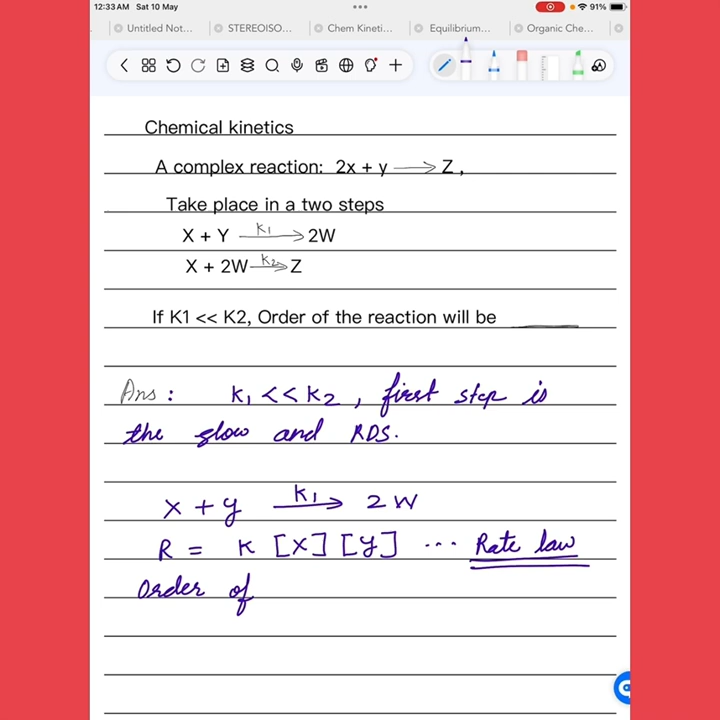 12:33 AM Sat 10 May
91%
Untitled Not...
STEREOISO...
Chem Kineti...
Equilibrium...
Organic Che...
Chemical kinetics
A complex reaction: 2x + y → Z ,
Take place in a two steps
X + Y K1 → 2W
X + 2W K2 → Z
If K1 << K2, Order of the reaction will be ______
Ans : K1 << K2 , first step is
the slow and RDS.
X + y K1 → 2 W
R = K [X] [y] ... Rate law
Order of